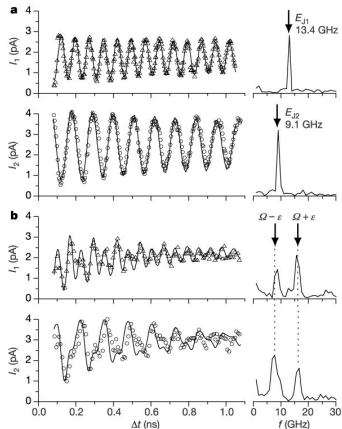 a
I₁ (pA)
4
3
2
1
0
E_J1
13.4 GHz
I₂ (pA)
4
3
2
1
0
E_J2
9.1 GHz
b
Ω – ε Ω + ε
I₁ (pA)
4
3
2
1
0
I₂ (pA)
4
3
2
1
0
0.0 0.2 0.4 0.6 0.8 1.0
0 10 20 30
Δt (ns)
f (GHz)